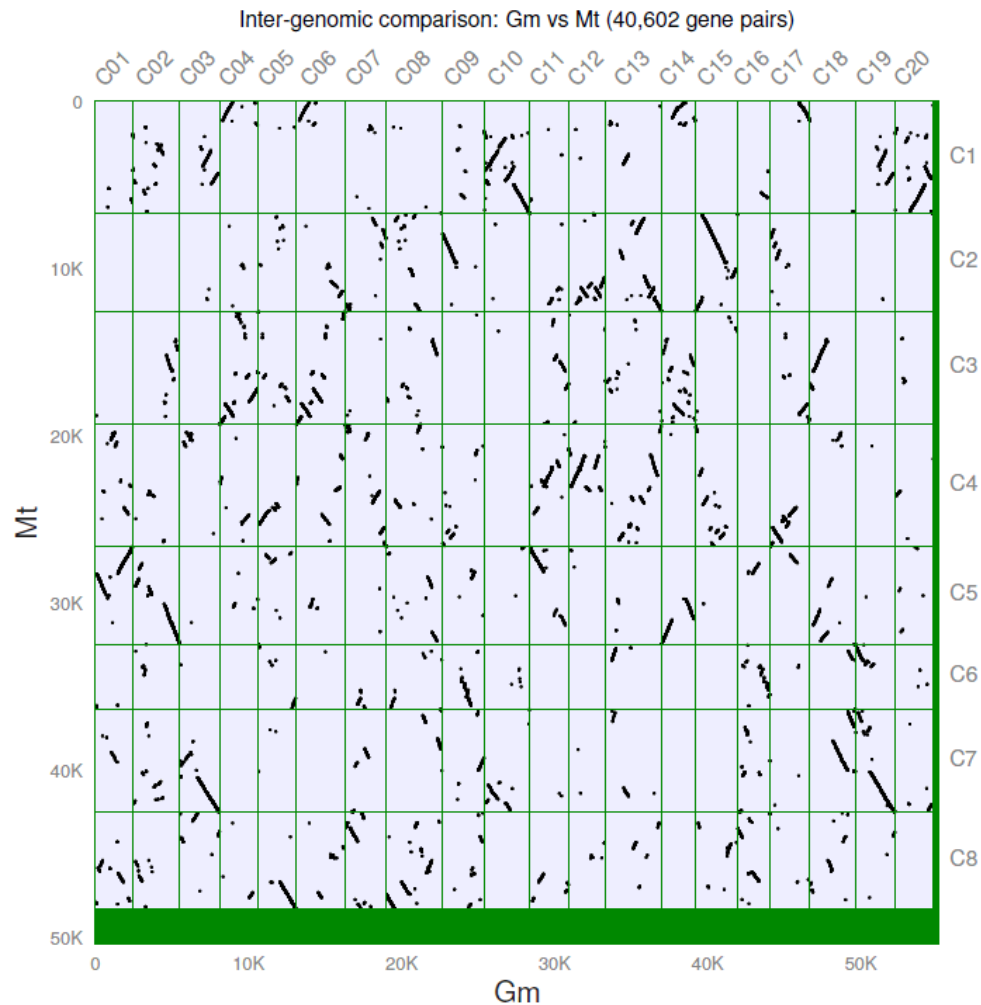 Inter-genomic comparison: Gm vs Mt (40,602 gene pairs)
C01 C02 C03 C04 C05 C06 C07 C08 C09 C10 C11 C12 C13 C14 C15 C16 C17 C18 C19 C20
0
C1
C2
10K
C3
20K
C4
Mt
C5
30K
C6
C7
40K
C8
50K
0 10K 20K 30K 40K 50K
Gm